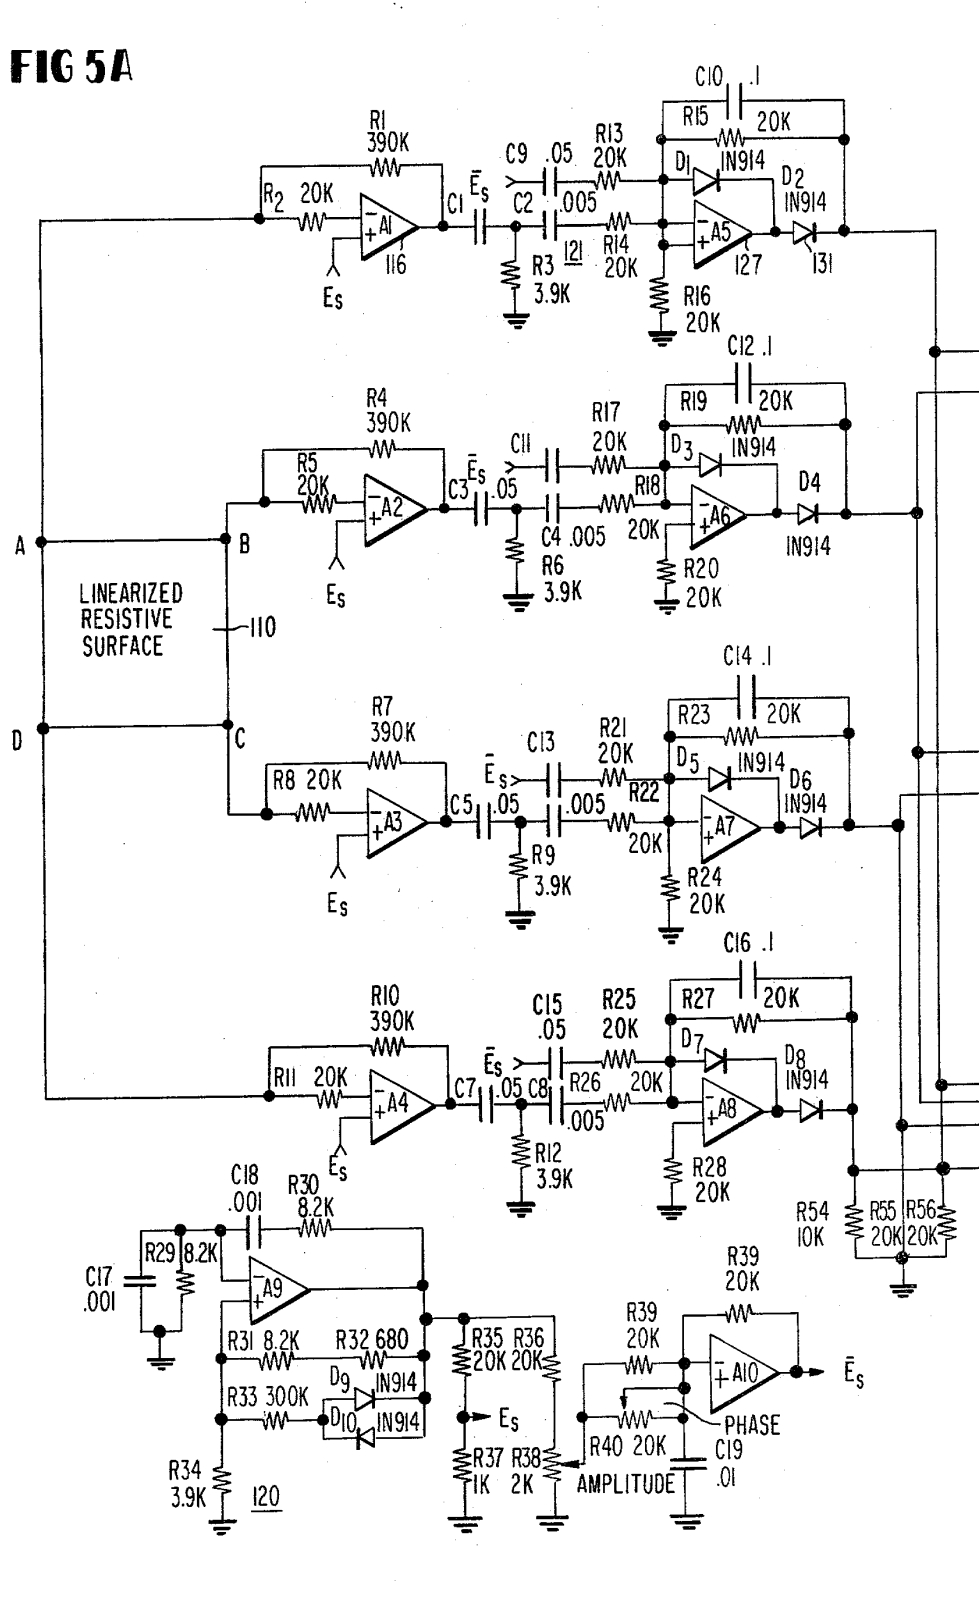 FIG 5A
C10 .1
R15
20K
R1
390K
R13
20K
C9 .05
D1
IN914
D2
IN914
R2 20K
A1
116
C1
Ēs
C2 .005
121
R14
20K
A5
127
131
Es
R3
3.9K
R16
20K
C12 .1
R19
20K
R4
390K
R17
20K
C11
D3
IN914
D4
IN914
R5
20K
A2
C3
Ēs
.05
C4 .005
R18
20K
A6
Es
R6
3.9K
R20
20K
A
B
LINEARIZED
RESISTIVE
SURFACE
110
D
C
C14 .1
R23
20K
R7
390K
R21
20K
C13
Ēs
D5
IN914
D6
IN914
R8 20K
A3
C5 .05
.005
R22
20K
A7
Es
R9
3.9K
R24
20K
C16 .1
R27
20K
R10
390K
C15
.05
R25
20K
Ēs
D7
D8
IN914
R11 20K
A4
C7 .05
C8
.005
R26
20K
A8
Es
R12
3.9K
R28
20K
R54
10K
R55
20K
R56
20K
C18
.001
R30
8.2K
R29 8.2K
C17
.001
A9
R31 8.2K
R32 680
D9
IN914
R33 300K
D10
IN914
R34
3.9K
120
R35
20K
R36
20K
Es
R37
1K
R38
2K
AMPLITUDE
R39
20K
R39
20K
A10
Ēs
PHASE
R40 20K
C19
.01